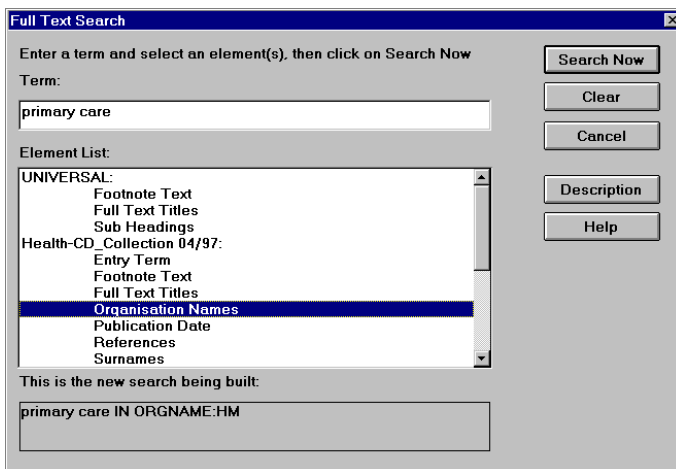 Full Text Search
Enter a term and select an element(s), then click on Search Now
Term:
primary care
Element List:
UNIVERSAL:
Footnote Text
Full Text Titles
Sub Headings
Health-CD_Collection 04/97:
Entry Term
Footnote Text
Full Text Titles
Organisation Names
Publication Date
References
Surnames
This is the new search being built:
primary care IN ORGNAME:HM
Search Now
Clear
Cancel
Description
Help